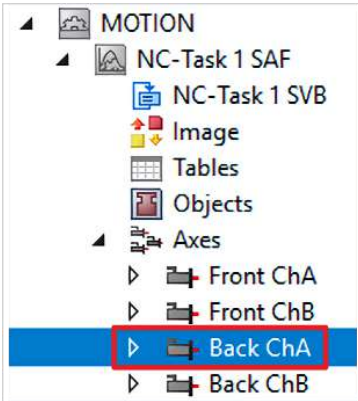 MOTION
NC-Task 1 SAF
NC-Task 1 SVB
Image
Tables
Objects
Axes
Front ChA
Front ChB
Back ChA
Back ChB